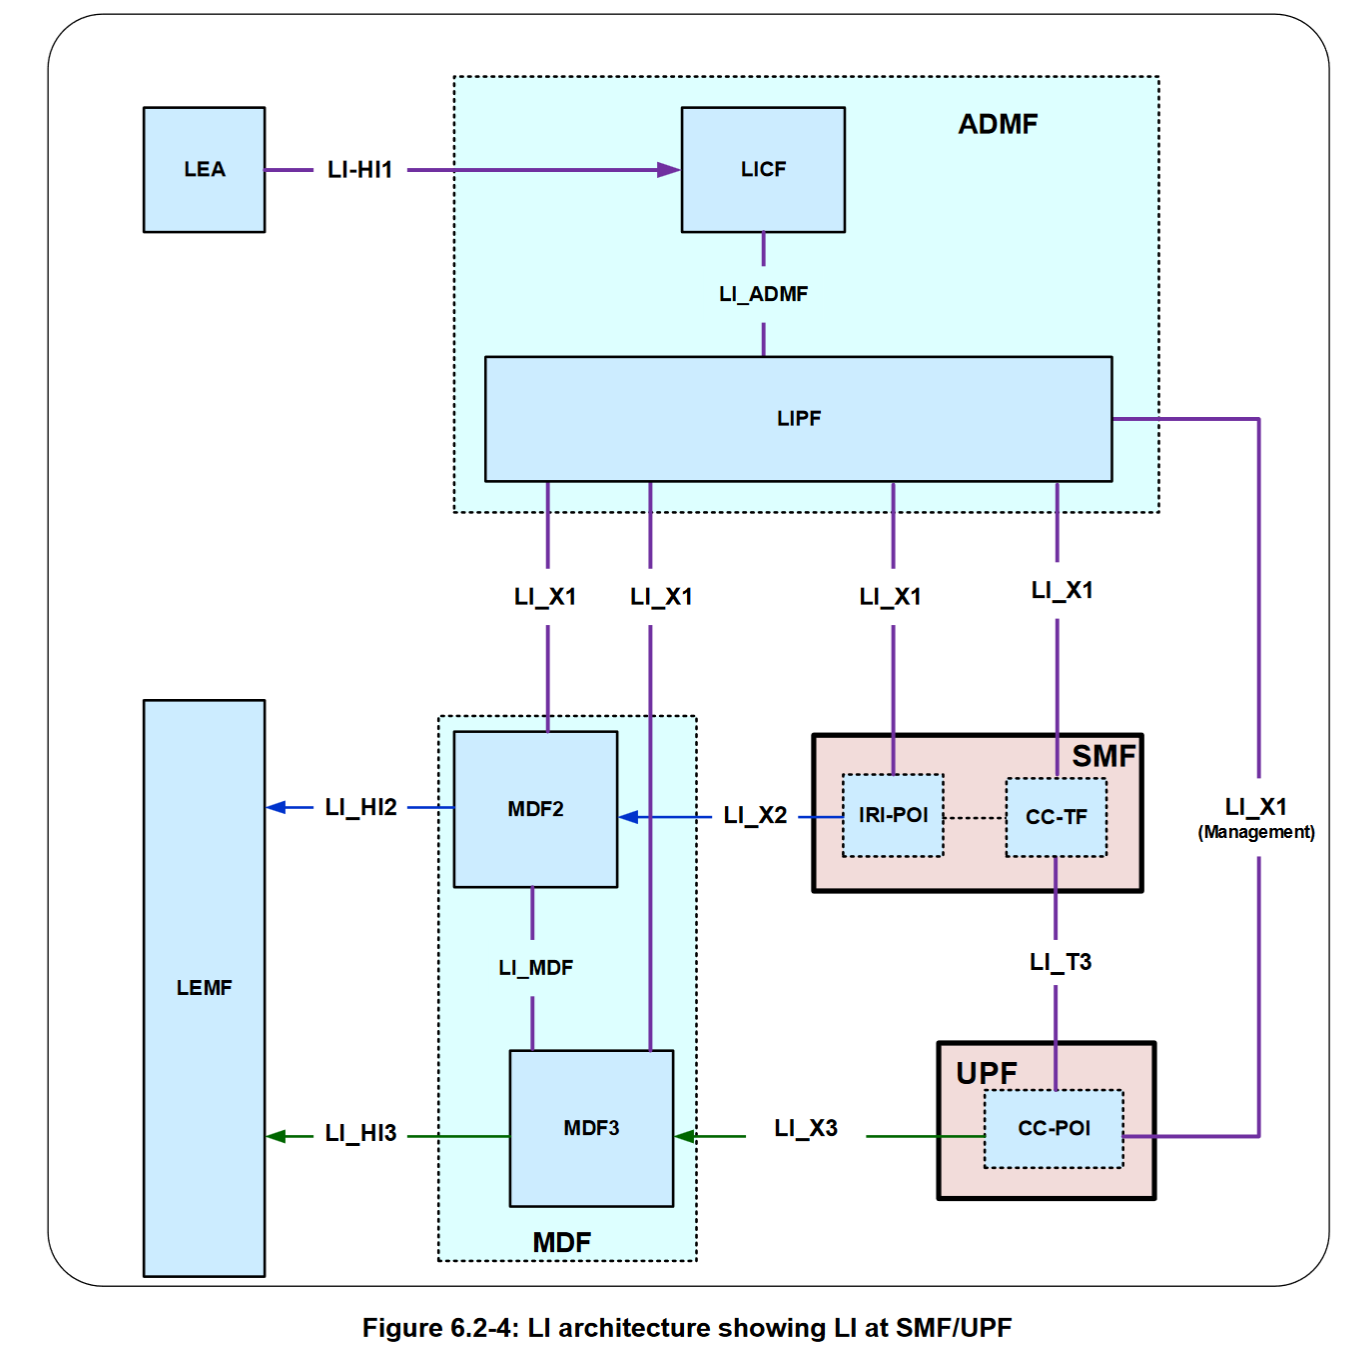 ADMF
LEA
LI-HI1
LICF
LI_ADMF
LIPF
LI_X1
LI_X1
LI_X1
LI_X1
SMF
LI_HI2
MDF2
LI_X2
IRI-POI
CC-TF
LI_X1
(Management)
LI_MDF
LI_T3
LEMF
UPF
LI_HI3
MDF3
LI_X3
CC-POI
MDF
Figure 6.2-4: LI architecture showing LI at SMF/UPF